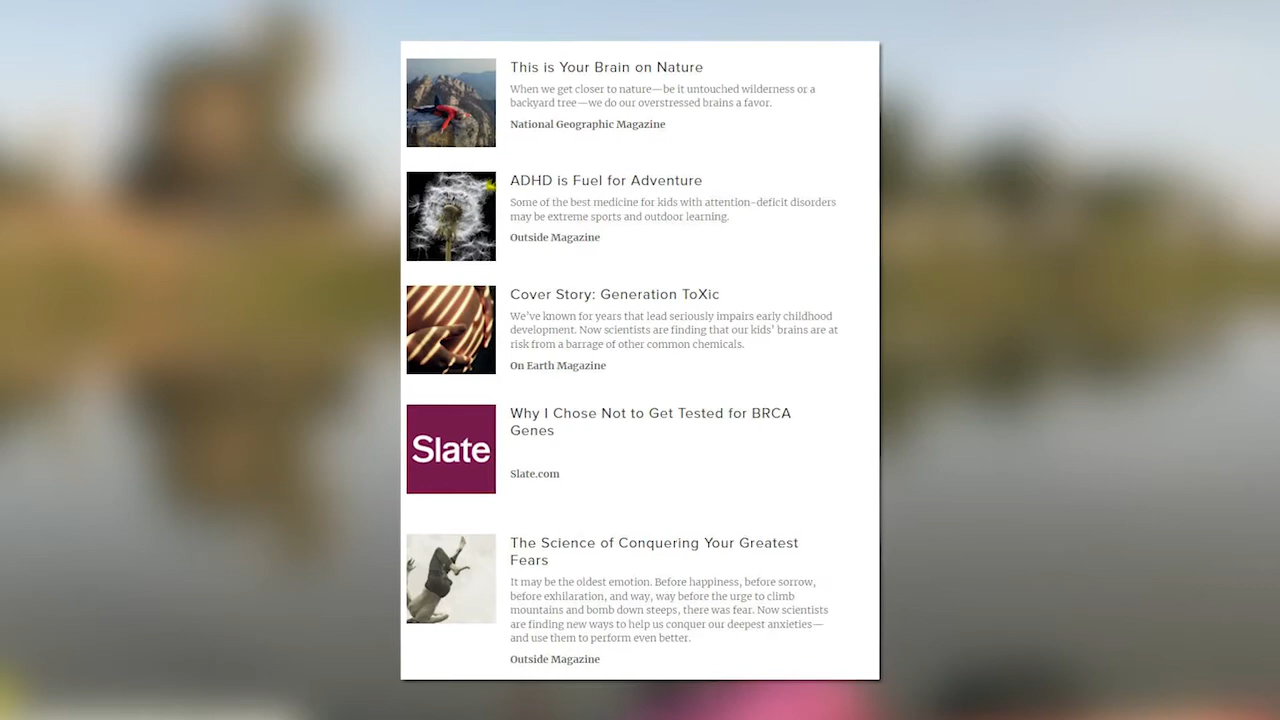 This is Your Brain on Nature
When we get closer to nature—be it untouched wilderness or a
backyard tree—we do our overstressed brains a favor.
National Geographic Magazine
ADHD is Fuel for Adventure
Some of the best medicine for kids with attention-deficit disorders
may be extreme sports and outdoor learning.
Outside Magazine
Cover Story: Generation ToXic
We’ve known for years that lead seriously impairs early childhood
development. Now scientists are finding that our kids’ brains are at
risk from a barrage of other common chemicals.
On Earth Magazine
Slate
Why I Chose Not to Get Tested for BRCA
Genes
Slate.com
The Science of Conquering Your Greatest
Fears
It may be the oldest emotion. Before happiness, before sorrow,
before exhilaration, and way, way before the urge to climb
mountains and bomb down steeps, there was fear. Now scientists
are finding new ways to help us conquer our deepest anxieties—
and use them to perform even better.
Outside Magazine